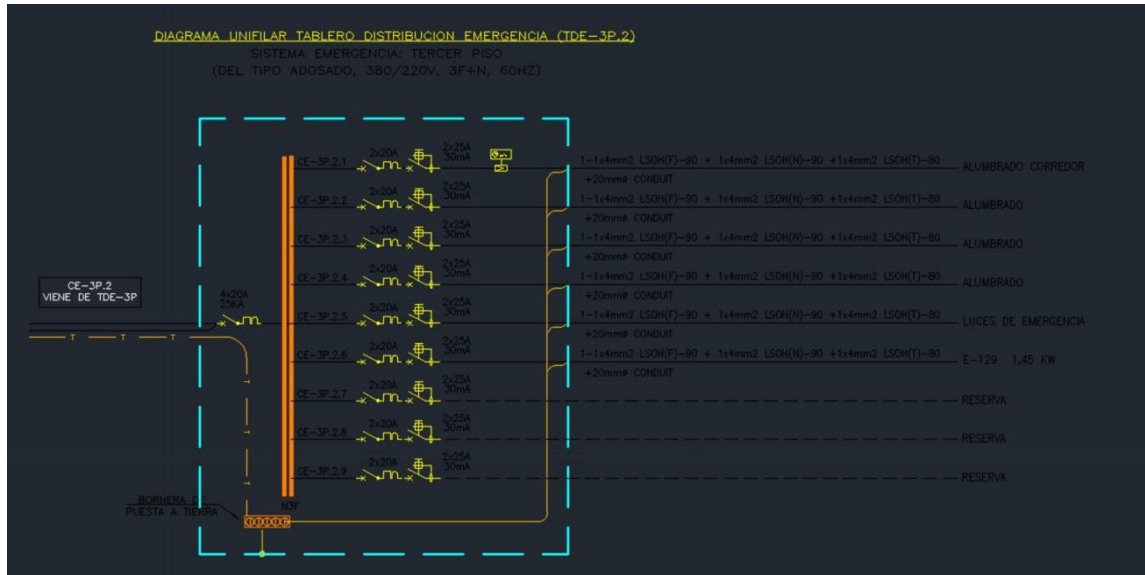 DIAGRAMA UNIFILAR TABLERO DISTRIBUCION EMERGENCIA (TDE-3P.2)
SISTEMA EMERGENCIA: TERCER PISO
(DEL TIPO ADOSADO, 380/220V, 3F+N, 60HZ)
CE-3P.2
VIENE DE TDE-3P
4x20A
25KA
CE-3P.2.1
2x20A
2x25A
30mA
1-1x4mm2 LSOH(F)-90 + 1x4mm2 LSOH(N)-90 +1x4mm2 LSOH(T)-80
+20mmø CONDUIT
ALUMBRADO CORREDOR
CE-3P.2.2
2x20A
2x25A
30mA
1-1x4mm2 LSOH(F)-90 + 1x4mm2 LSOH(N)-90 +1x4mm2 LSOH(T)-80
+20mmø CONDUIT
ALUMBRADO
CE-3P.2.3
2x20A
2x25A
30mA
1-1x4mm2 LSOH(F)-90 + 1x4mm2 LSOH(N)-90 +1x4mm2 LSOH(T)-80
+20mmø CONDUIT
ALUMBRADO
CE-3P.2.4
2x20A
2x25A
30mA
1-1x4mm2 LSOH(F)-90 + 1x4mm2 LSOH(N)-90 +1x4mm2 LSOH(T)-80
+20mmø CONDUIT
ALUMBRADO
CE-3P.2.5
2x20A
2x25A
30mA
1-1x4mm2 LSOH(F)-90 + 1x4mm2 LSOH(N)-90 +1x4mm2 LSOH(T)-80
+20mmø CONDUIT
LUCES DE EMERGENCIA
CE-3P.2.6
2x20A
2x25A
30mA
1-1x4mm2 LSOH(F)-90 + 1x4mm2 LSOH(N)-90 +1x4mm2 LSOH(T)-80
+20mmø CONDUIT
E-129 1,45 KW
CE-3P.2.7
2x20A
2x25A
30mA
RESERVA
CE-3P.2.8
2x20A
2x25A
30mA
RESERVA
CE-3P.2.9
2x20A
2x25A
30mA
RESERVA
T T T
T
T
T
N3F
BORNERA DE
PUESTA A TIERRA